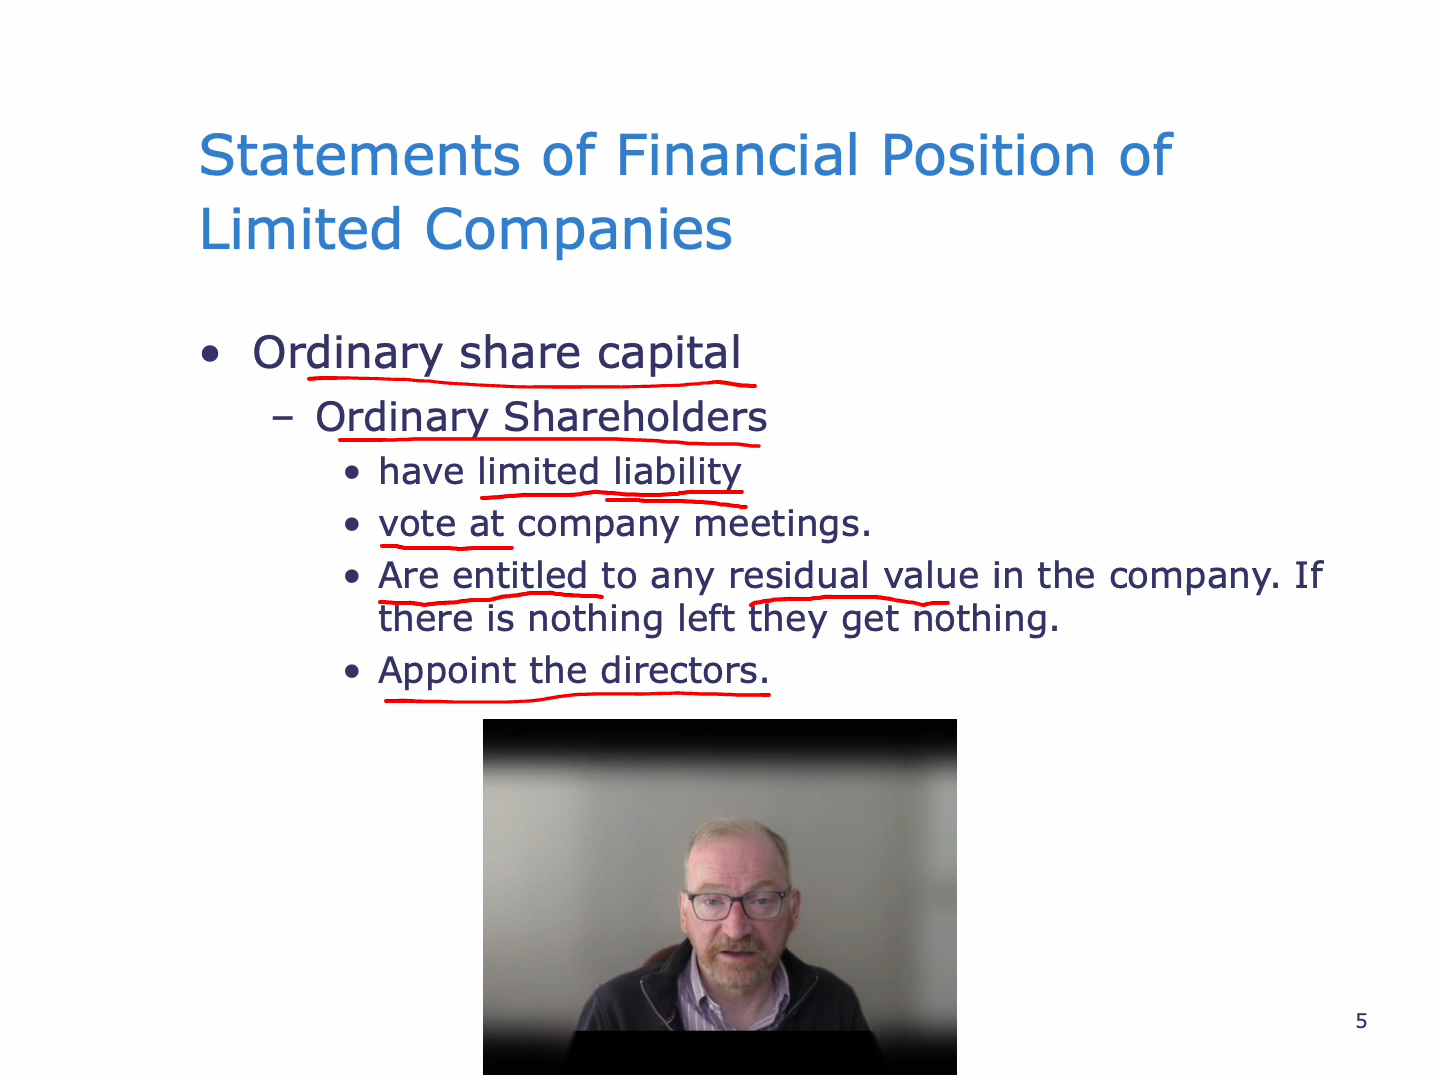 Statements of Financial Position of
Limited Companies
• Ordinary share capital
– Ordinary Shareholders
• have limited liability
• vote at company meetings.
• Are entitled to any residual value in the company. If
there is nothing left they get nothing.
• Appoint the directors.
5